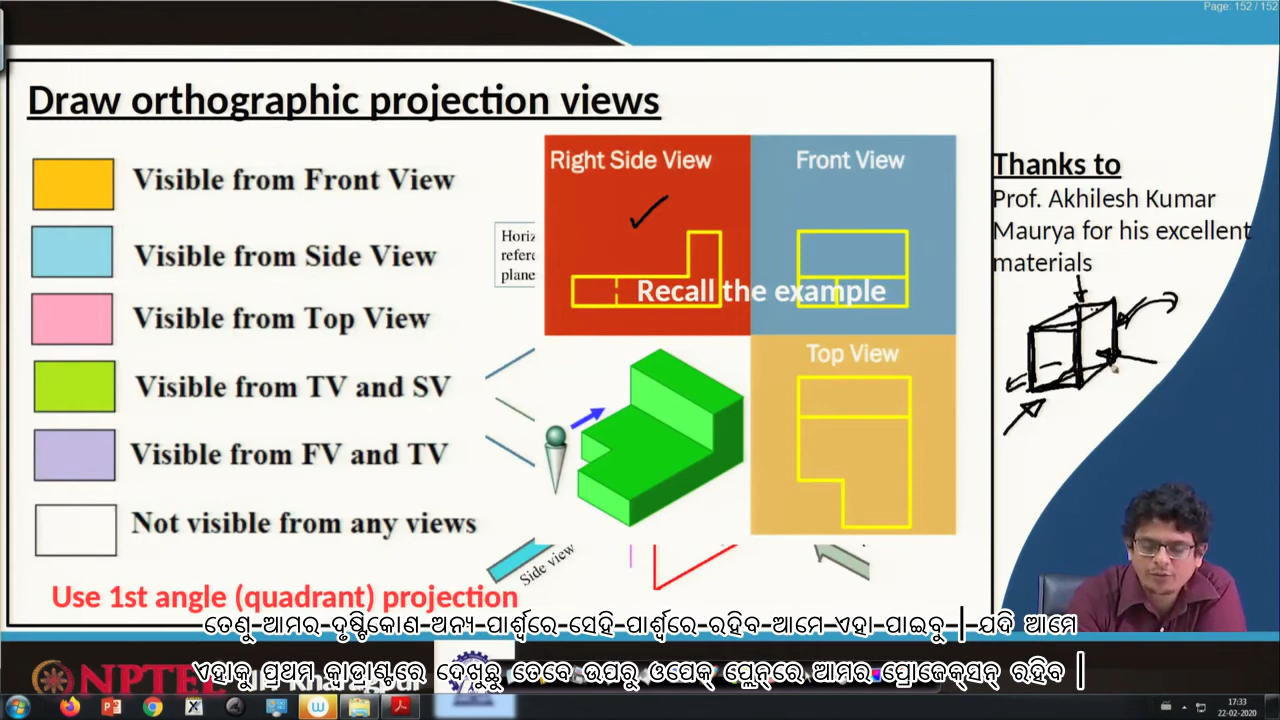 Page: 152 / 152
Draw orthographic projection views
Visible from Front View
Visible from Side View
Visible from Top View
Visible from TV and SV
Visible from FV and TV
Not visible from any views
Use 1st angle (quadrant) projection
Right Side View
Front View
Recall the example
Top View
Side view
Thanks to
Prof. Akhilesh Kumar
Maurya for his excellent
materials
ତେଣୁ ଆମର ଦୃଷ୍ଟିକୋଣ ଅନ୍ୟ ପାର୍ଶ୍ୱରେ ସେହି ପାର୍ଶ୍ୱରେ ରହିବ ଆମେ ଏହା ପାଇବୁ | ଯଦି ଆମେ
ଏହାକୁ ପ୍ରଥମ କ୍ୱାଡ୍ରାଣ୍ଟରେ ଦେଖୁଛୁ ତେବେ ଉପରୁ ଓପେକ୍ ପ୍ଲେନ୍‌ରେ ଆମର ପ୍ରୋଜେକ୍ସନ୍ ରହିବ |
NPTEL
17:33
22-02-2020